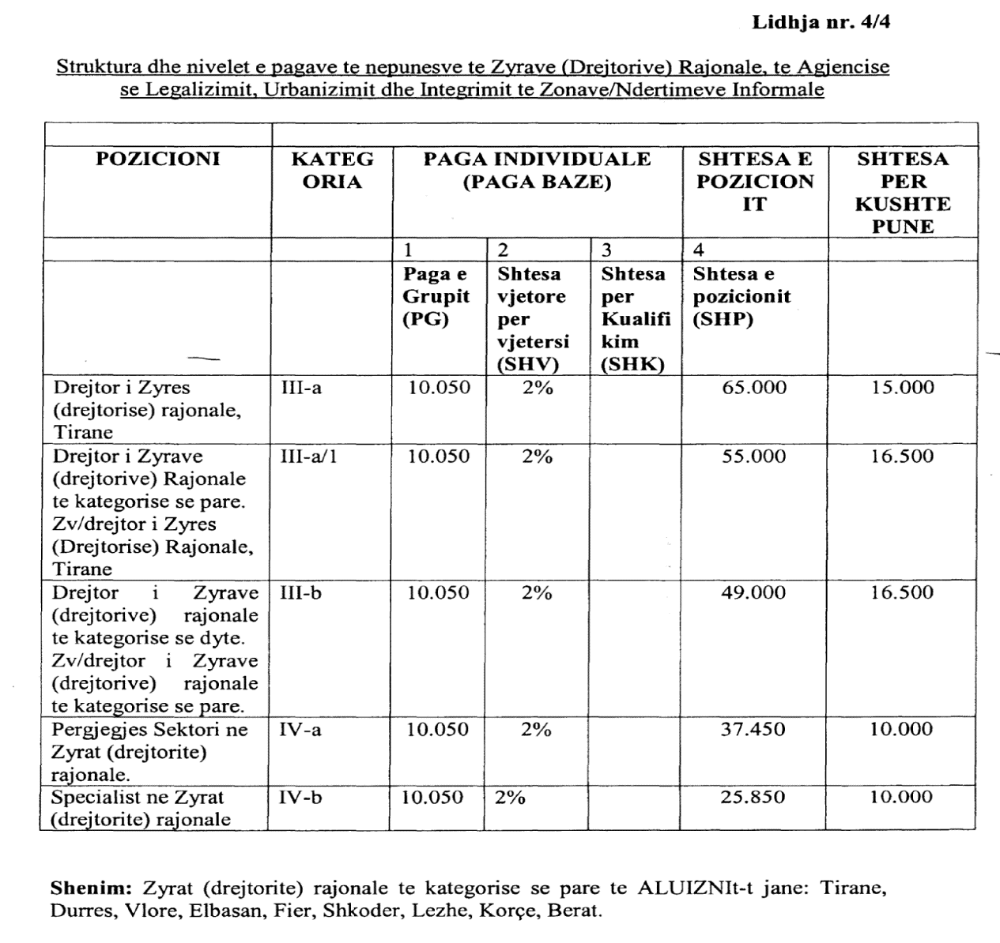 Lidhja nr. 4/4
Struktura dhe nivelet e pagave te nepunesve te Zyrave (Drejtorive) Rajonale, te Agjencise
se Legalizimit, Urbanizimit dhe Integrimit te Zonave/Ndertimeve Informale
POZICIONI
KATEG
ORIA
PAGA INDIVIDUALE
(PAGA BAZE)
SHTESA E
POZICION
IT
SHTESA
PER
KUSHTE
PUNE
1
2
3
4
Paga e
Grupit
(PG)
Shtesa
vjetore
per
vjetersi
(SHV)
Shtesa
per
Kualifi
kim
(SHK)
Shtesa e
pozicionit
(SHP)
Drejtor i Zyres
(drejtorise) rajonale,
Tirane
III-a
10.050
2%
65.000
15.000
Drejtor i Zyrave
(drejtorive) Rajonale
te kategorise se pare.
Zv/drejtor i Zyres
(Drejtorise) Rajonale,
Tirane
III-a/1
10.050
2%
55.000
16.500
Drejtor i Zyrave
(drejtorive) rajonale
te kategorise se dyte.
Zv/drejtor i Zyrave
(drejtorive) rajonale
te kategorise se pare.
III-b
10.050
2%
49.000
16.500
Pergjegjes Sektori ne
Zyrat (drejtorite)
rajonale.
IV-a
10.050
2%
37.450
10.000
Specialist ne Zyrat
(drejtorite) rajonale
IV-b
10.050
2%
25.850
10.000
Shenim: Zyrat (drejtorite) rajonale te kategorise se pare te ALUIZNIt-t jane: Tirane,
Durres, Vlore, Elbasan, Fier, Shkoder, Lezhe, Korçe, Berat.